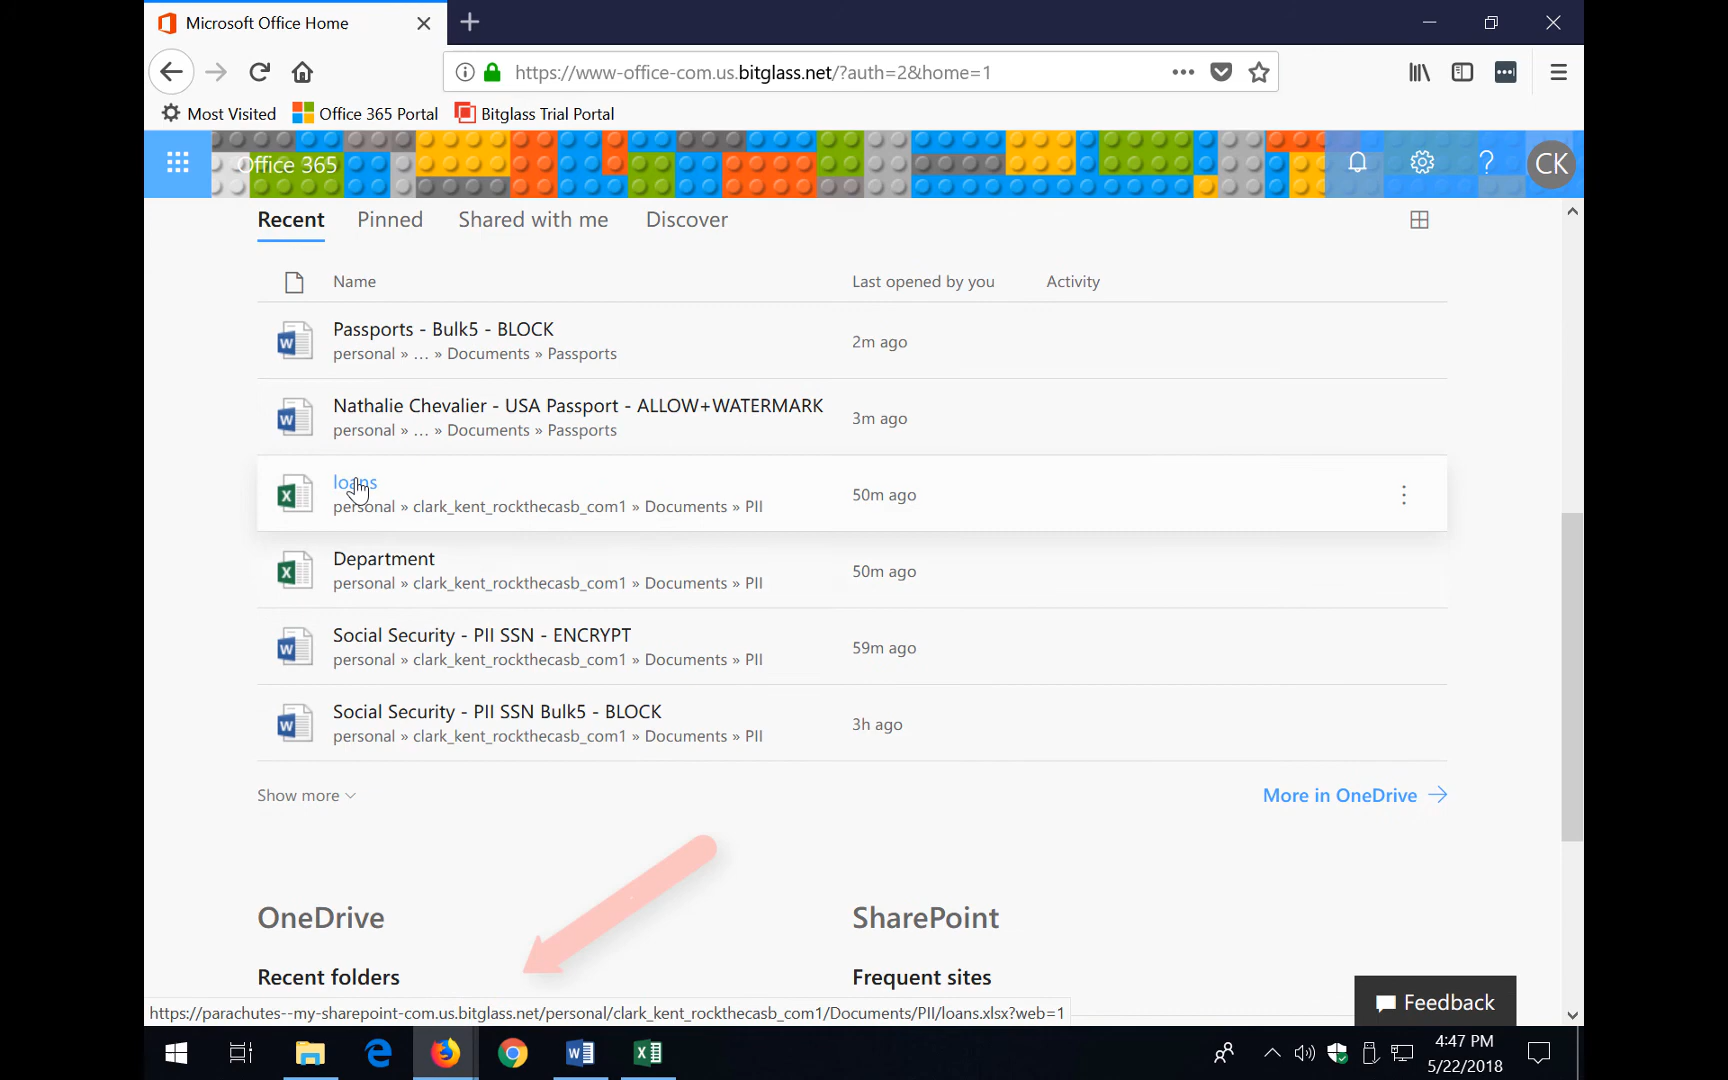 Microsoft Office Home
https://www-office-com.us.bitglass.net/?auth=2&home=1
Most Visited
Office 365 Portal
Bitglass Trial Portal
Office 365
?
CK
Recent
Pinned
Shared with me
Discover
Name
Last opened by you
Activity
Passports - Bulk5 - BLOCK
personal » ... » Documents » Passports
2m ago
Nathalie Chevalier - USA Passport - ALLOW+WATERMARK
personal » ... » Documents » Passports
3m ago
loans
personal » clark_kent_rockthecasb_com1 » Documents » PII
50m ago
Department
personal » clark_kent_rockthecasb_com1 » Documents » PII
50m ago
Social Security - PII SSN - ENCRYPT
personal » clark_kent_rockthecasb_com1 » Documents » PII
59m ago
Social Security - PII SSN Bulk5 - BLOCK
personal » clark_kent_rockthecasb_com1 » Documents » PII
3h ago
Show more
More in OneDrive
OneDrive
SharePoint
Recent folders
Frequent sites
Feedback
https://parachutes--my-sharepoint-com.us.bitglass.net/personal/clark_kent_rockthecasb_com1/Documents/PII/loans.xlsx?web=1
4:47 PM
5/22/2018